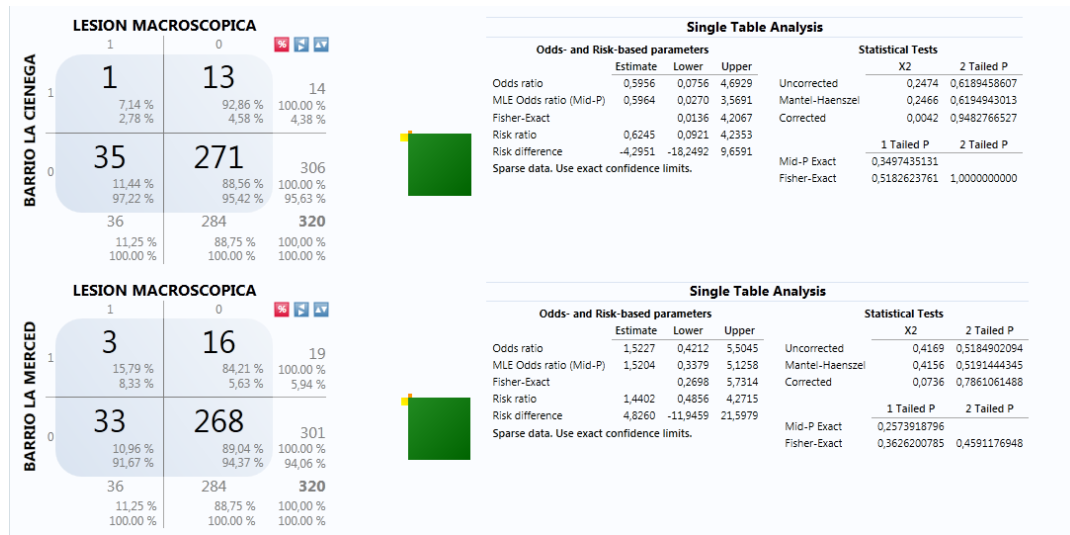 LESION MACROSCOPICA
1 0 %
BARRIO LA CIENEGA
1 1 13 14
7,14 % 92,86 % 100.00 %
2,78 % 4,58 % 4,38 %
0 35 271 306
11,44 % 88,56 % 100.00 %
97,22 % 95,42 % 95,63 %
36 284 320
11,25 % 88,75 % 100,00 %
100.00 % 100.00 % 100.00 %
Single Table Analysis
Odds- and Risk-based parameters
Estimate Lower Upper
Odds ratio 0,5956 0,0756 4,6929
MLE Odds ratio (Mid-P) 0,5964 0,0270 3,5691
Fisher-Exact 0,0136 4,2067
Risk ratio 0,6245 0,0921 4,2353
Risk difference -4,2951 -18,2492 9,6591
Sparse data. Use exact confidence limits.
Statistical Tests
X2 2 Tailed P
Uncorrected 0,2474 0,6189458607
Mantel-Haenszel 0,2466 0,6194943013
Corrected 0,0042 0,9482766527
1 Tailed P 2 Tailed P
Mid-P Exact 0,3497435131
Fisher-Exact 0,5182623761 1,0000000000
LESION MACROSCOPICA
1 0 %
BARRIO LA MERCED
1 3 16 19
15,79 % 84,21 % 100.00 %
8,33 % 5,63 % 5,94 %
0 33 268 301
10,96 % 89,04 % 100.00 %
91,67 % 94,37 % 94,06 %
36 284 320
11,25 % 88,75 % 100,00 %
100.00 % 100.00 % 100.00 %
Single Table Analysis
Odds- and Risk-based parameters
Estimate Lower Upper
Odds ratio 1,5227 0,4212 5,5045
MLE Odds ratio (Mid-P) 1,5204 0,3379 5,1258
Fisher-Exact 0,2698 5,7314
Risk ratio 1,4402 0,4856 4,2715
Risk difference 4,8260 -11,9459 21,5979
Sparse data. Use exact confidence limits.
Statistical Tests
X2 2 Tailed P
Uncorrected 0,4169 0,5184902094
Mantel-Haenszel 0,4156 0,5191444345
Corrected 0,0736 0,7861061488
1 Tailed P 2 Tailed P
Mid-P Exact 0,2573918796
Fisher-Exact 0,3626200785 0,4591176948